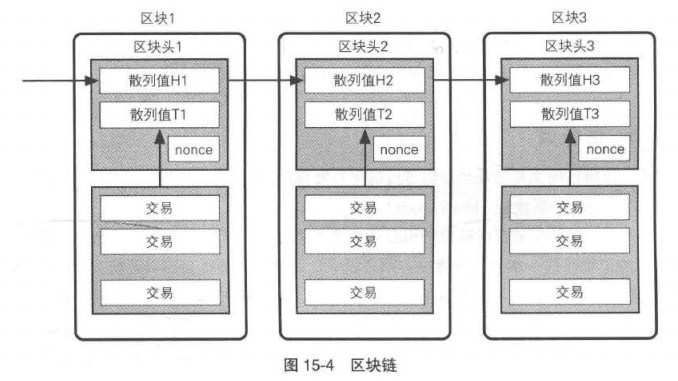 区块1
区块2
区块3
区块头1
区块头2
区块头3
散列值H1
散列值H2
散列值H3
散列值T1
散列值T2
散列值T3
nonce
nonce
nonce
交易
交易
交易
交易
交易
交易
交易
交易
交易
图 15-4 区块链